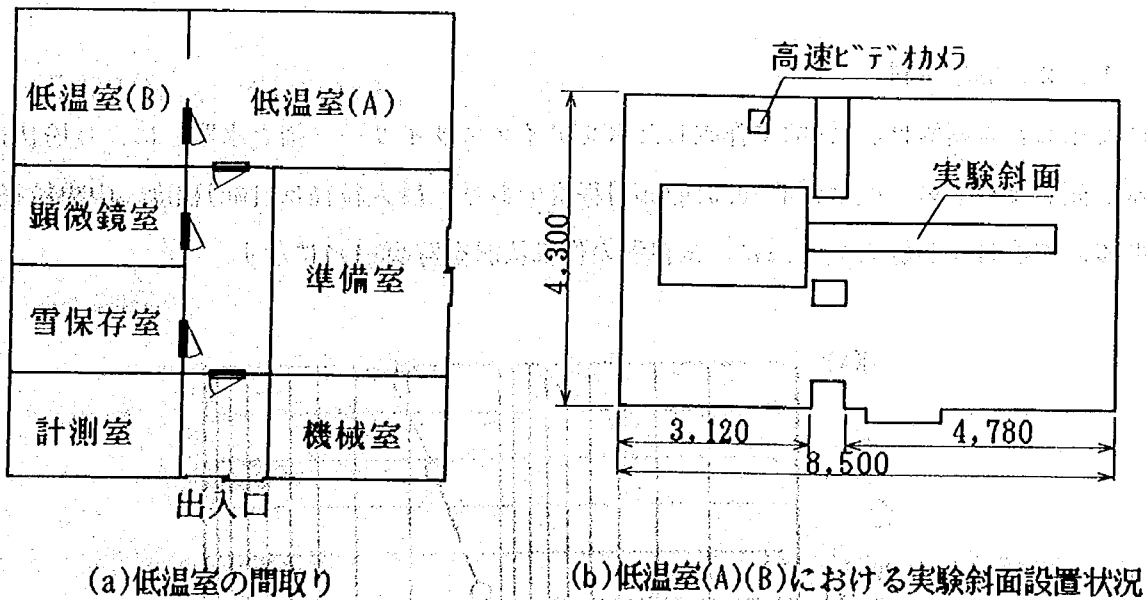 低温室(B)
低温室(A)
顕微鏡室
準備室
雪保存室
計測室
機械室
出入口
(a)低温室の間取り
高速ビデオカメラ
実験斜面
4,300
3,120
4,780
8,500
(b)低温室(A)(B)における実験斜面設置状況